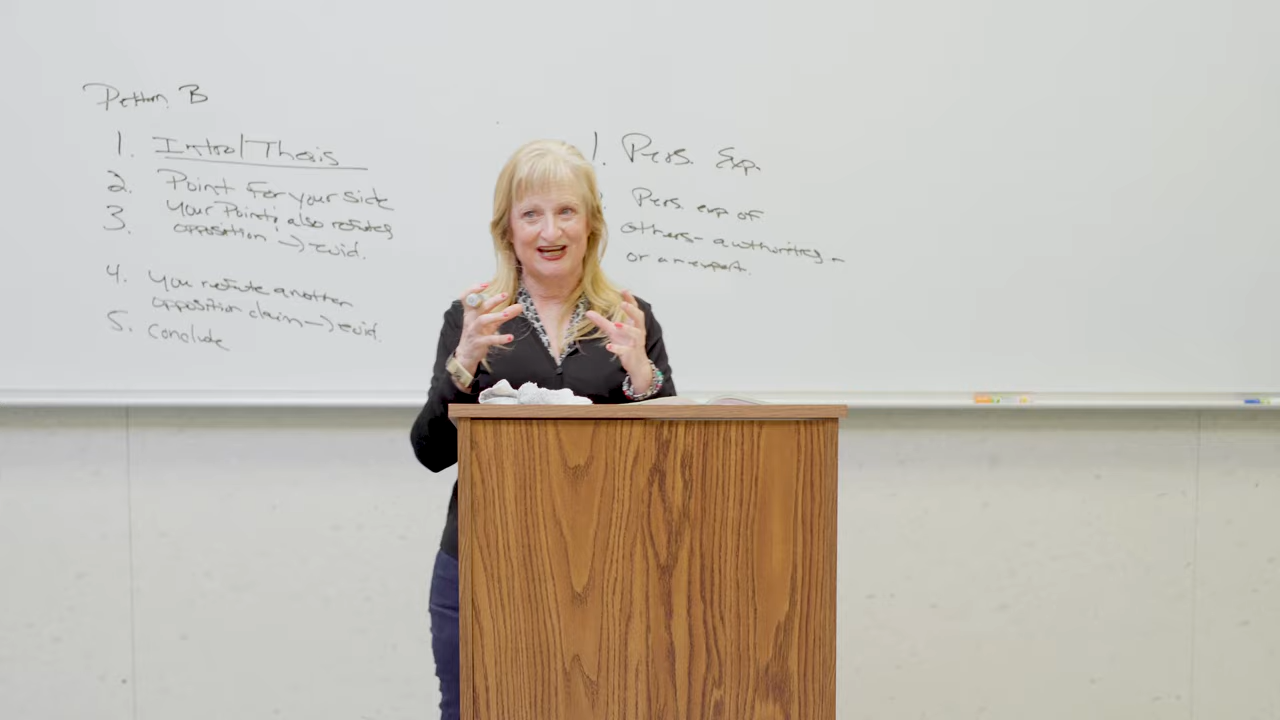 Pattern B
1. Intro/Thesis
2. Point for your side
3. Your Point: also refutes
opposition → evid.
4. You refute another
opposition claim → evid.
5. Conclude
1. Pers. Exp.
Pers. exp of
others - authorities -
or an expert.